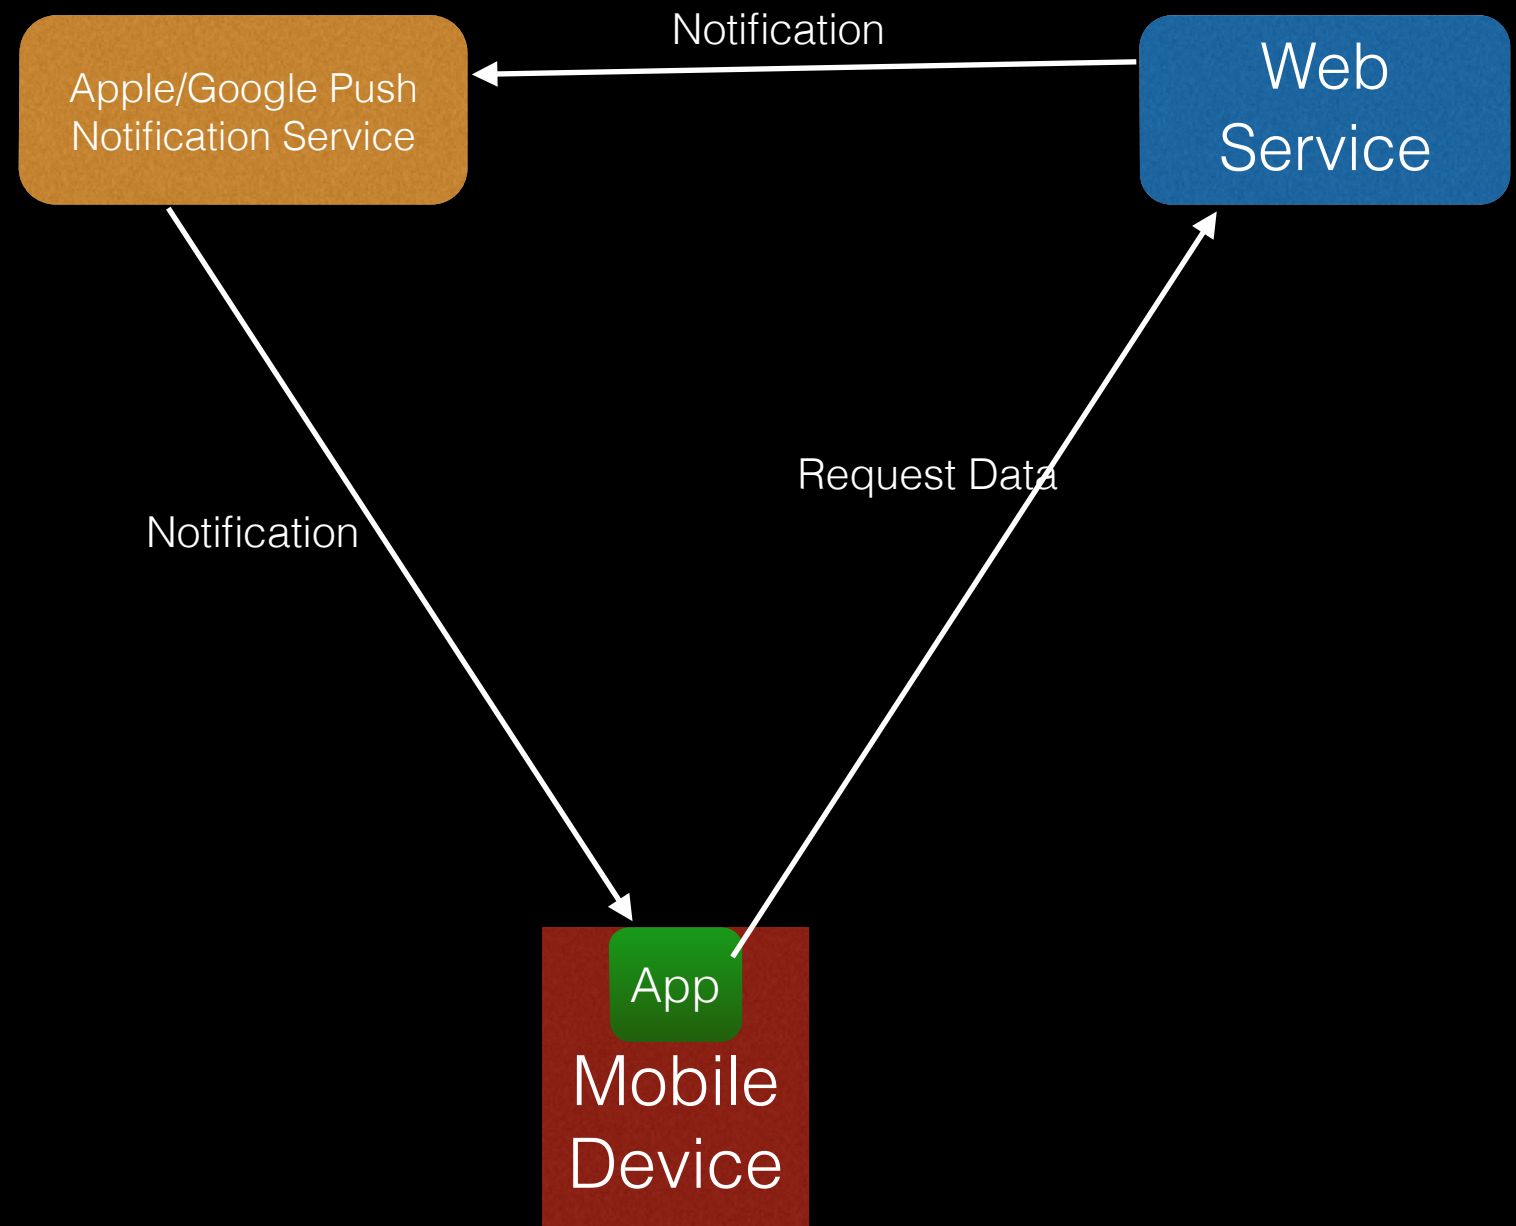 Notification
Apple/Google Push
Notification Service
Web
Service
Request Data
Notification
App
Mobile
Device